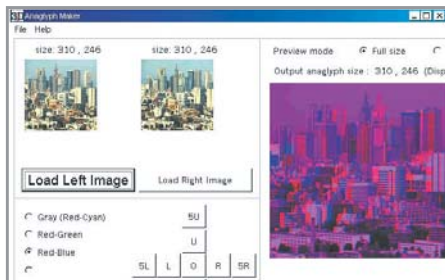 3D Anaglyph Maker
File Help
size: 310 , 246
size: 310 , 246
Preview mode Full size
Output anaglyph size : 310 , 246 (Disp
Load Left Image
Load Right Image
Gray (Red-Cyan)
Red-Green
Red-Blue
5U
U
5L L O R 5R